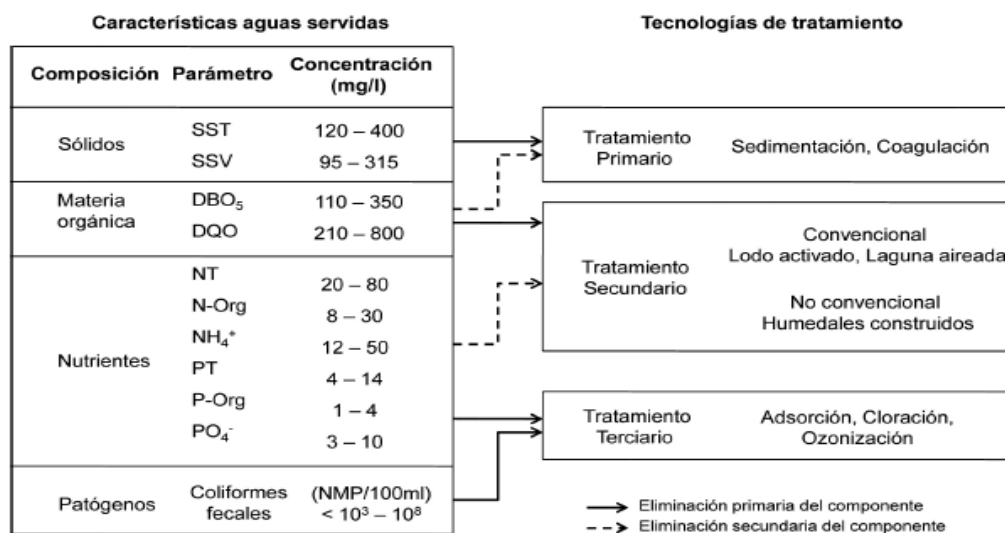 Características aguas servidas
Tecnologías de tratamiento
Composición Parámetro Concentración (mg/l)
Sólidos
SST 120 – 400
SSV 95 – 315
Materia orgánica
DBO₅ 110 – 350
DQO 210 – 800
Nutrientes
NT 20 – 80
N-Org 8 – 30
NH₄⁺ 12 – 50
PT 4 – 14
P-Org 1 – 4
PO₄⁻ 3 – 10
Patógenos
Coliformes fecales
(NMP/100ml)
< 10³ – 10⁸
Tratamiento Primario
Sedimentación, Coagulación
Tratamiento Secundario
Convencional
Lodo activado, Laguna aireada
No convencional
Humedales construidos
Tratamiento Terciario
Adsorción, Cloración,
Ozonización
Eliminación primaria del componente
Eliminación secundaria del componente